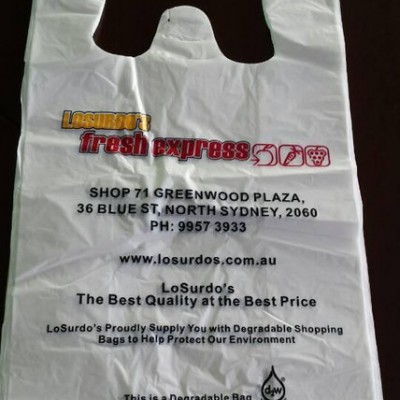 LOSURDO'S
fresh express
SHOP 71 GREENWOOD PLAZA,
36 BLUE ST, NORTH SYDNEY, 2060
PH: 9957 3933
www.losurdos.com.au
LoSurdo's
The Best Quality at the Best Price
LoSurdo's Proudly Supply You with Degradable Shopping
Bags to Help Protect Our Environment
This is a Degradable Bag
d2w